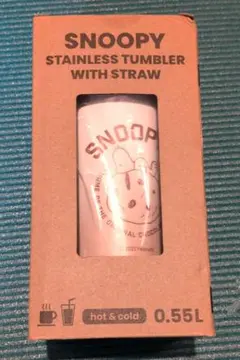 SNOOPY
STAINLESS TUMBLER
WITH STRAW
SNOOPY
hot & cold
0.55L